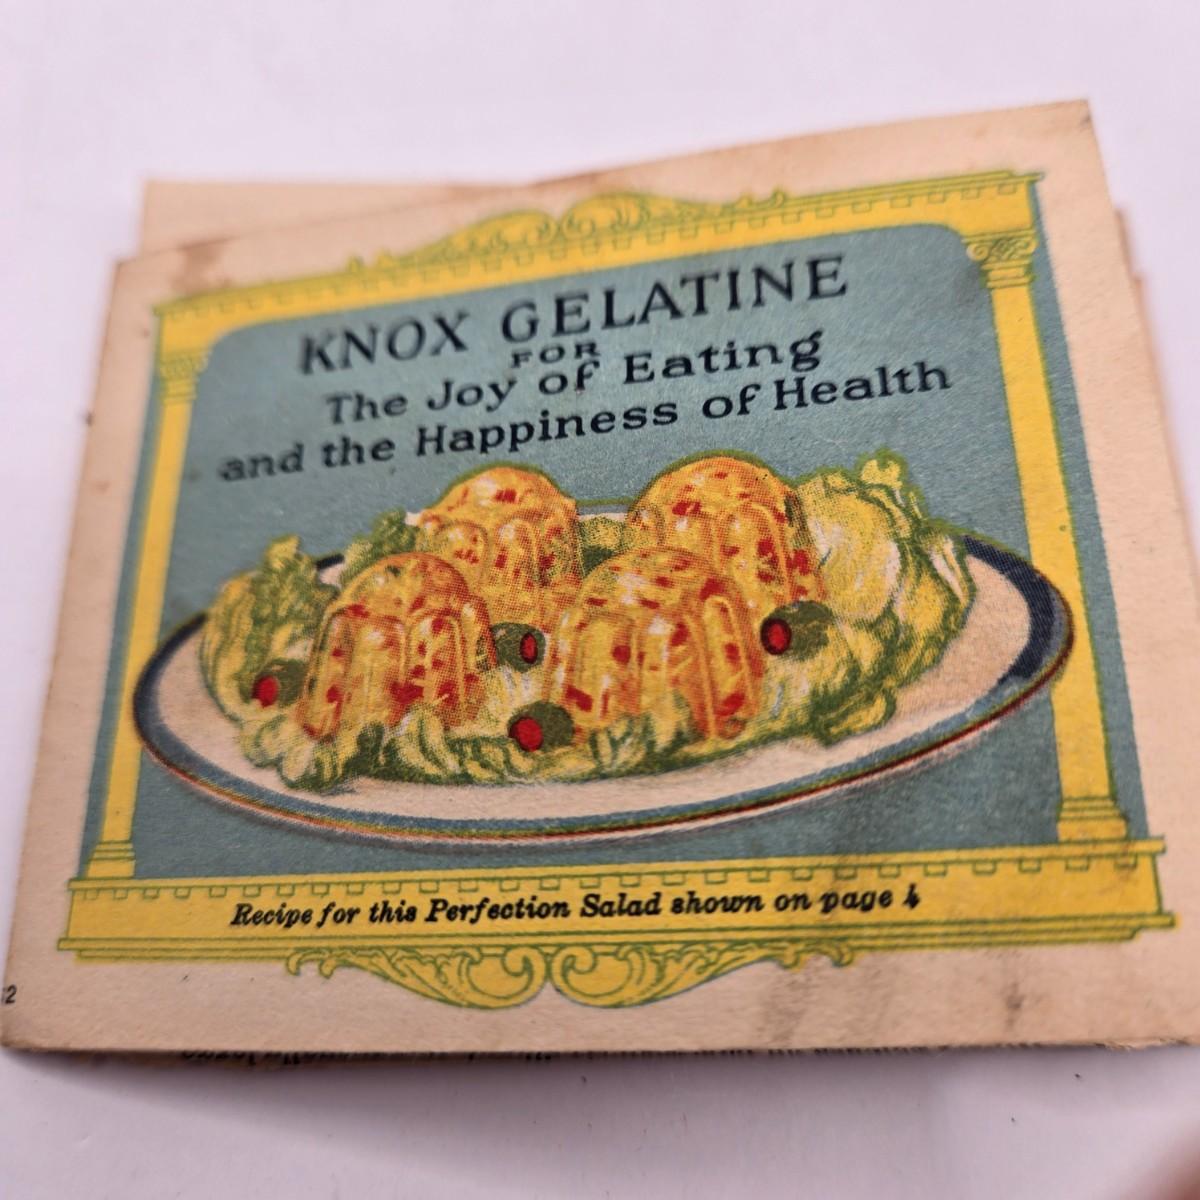 KNOX GELATINE
FOR
The Joy of Eating
and the Happiness of Health
Recipe for this Perfection Salad shown on page 4